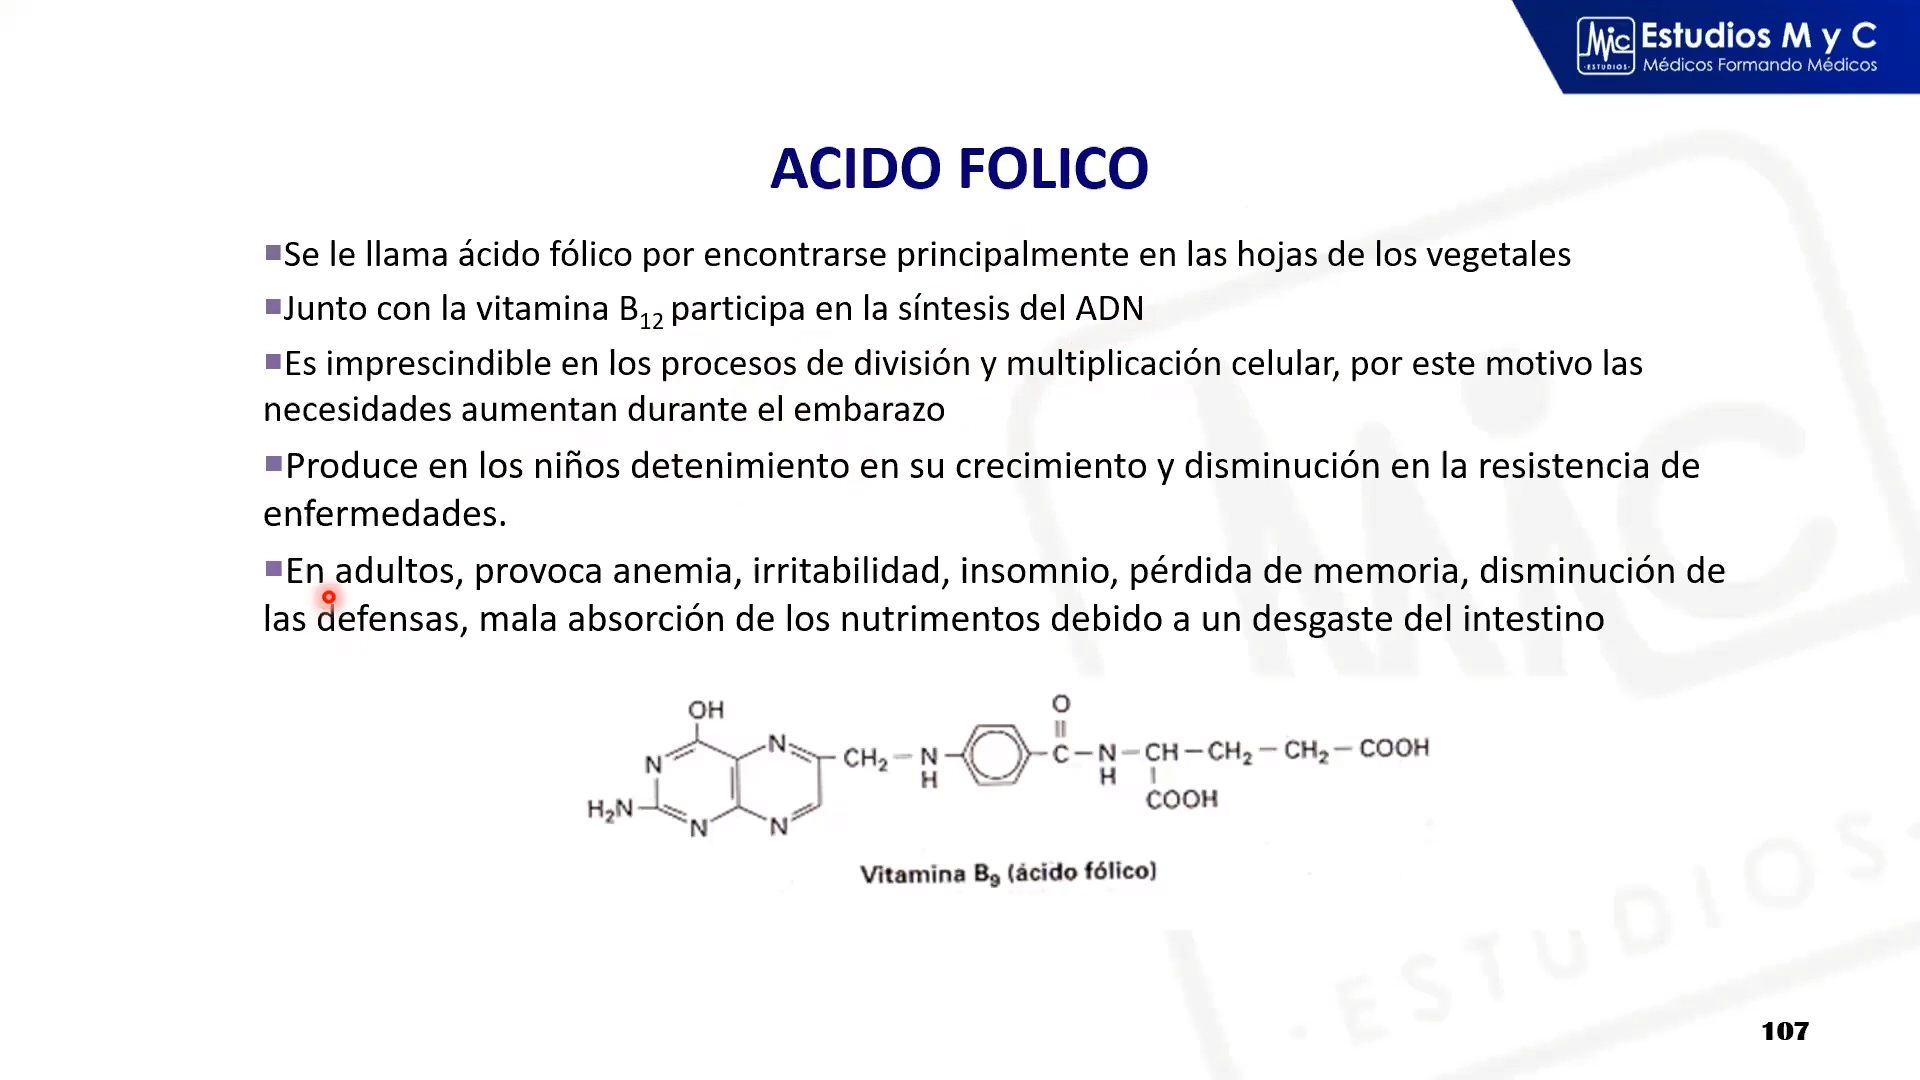 Mic
·ESTUDIOS·
Estudios M y C
Médicos Formando Médicos
ACIDO FOLICO
Se le llama ácido fólico por encontrarse principalmente en las hojas de los vegetales
Junto con la vitamina B12 participa en la síntesis del ADN
Es imprescindible en los procesos de división y multiplicación celular, por este motivo las
necesidades aumentan durante el embarazo
Produce en los niños detenimiento en su crecimiento y disminución en la resistencia de
enfermedades.
En adultos, provoca anemia, irritabilidad, insomnio, pérdida de memoria, disminución de
las defensas, mala absorción de los nutrimentos debido a un desgaste del intestino
OH
O
N
N
CH2
N
H
C
N
H
CH
CH2
CH2
COOH
COOH
H2N
N
N
Vitamina B9 (ácido fólico)
Mic
·ESTUDIOS·
107